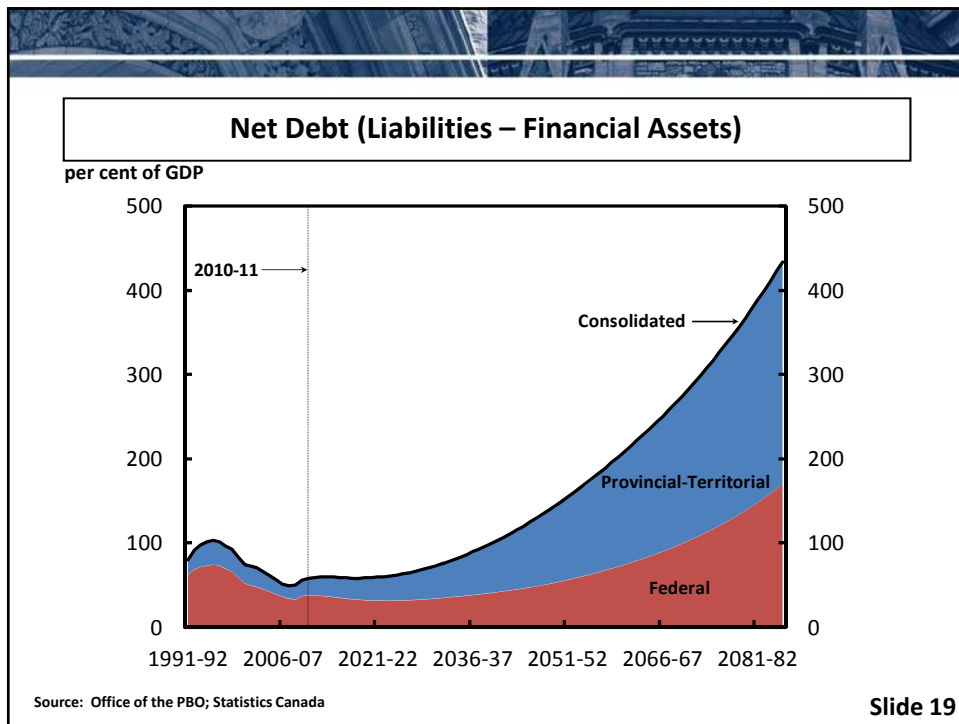 Net Debt (Liabilities – Financial Assets)
per cent of GDP
500 500
2010-11
400 400
Consolidated
300 300
200 200
Provincial-Territorial
100 100
Federal
0 0
1991-92 2006-07 2021-22 2036-37 2051-52 2066-67 2081-82
Source: Office of the PBO; Statistics Canada
Slide 19